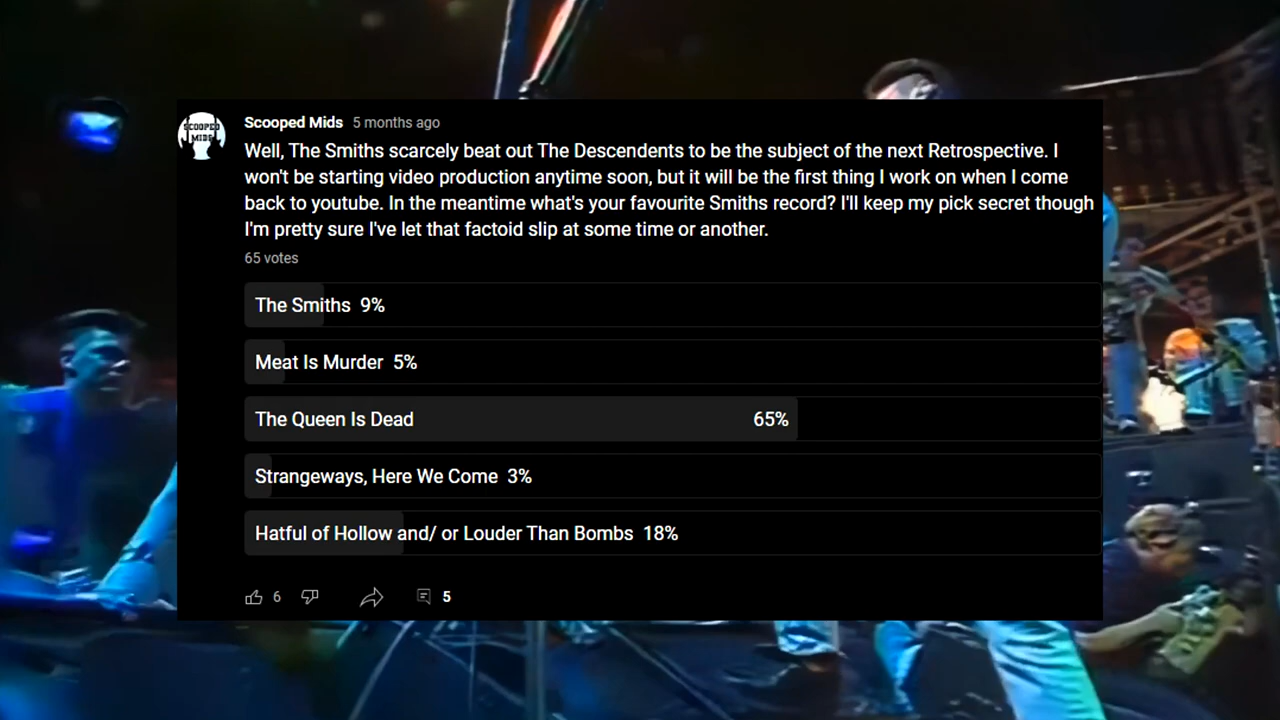 SCOOPED
MIDS
Scooped Mids 5 months ago
Well, The Smiths scarcely beat out The Descendents to be the subject of the next Retrospective. I
won't be starting video production anytime soon, but it will be the first thing I work on when I come
back to youtube. In the meantime what's your favourite Smiths record? I'll keep my pick secret though
I'm pretty sure I've let that factoid slip at some time or another.
65 votes
The Smiths 9%
Meat Is Murder 5%
The Queen Is Dead 65%
Strangeways, Here We Come 3%
Hatful of Hollow and/ or Louder Than Bombs 18%
6 5